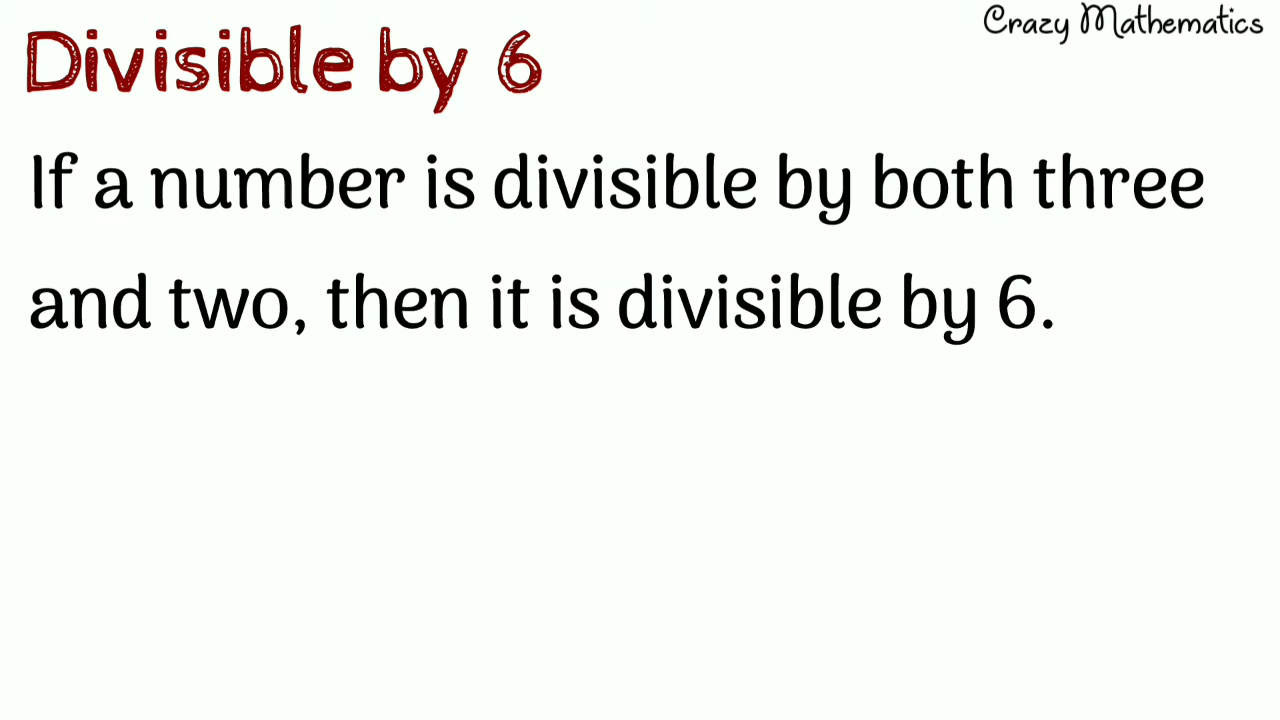 Crazy Mathematics
Divisible by 6
If a number is divisible by both three
and two, then it is divisible by 6.